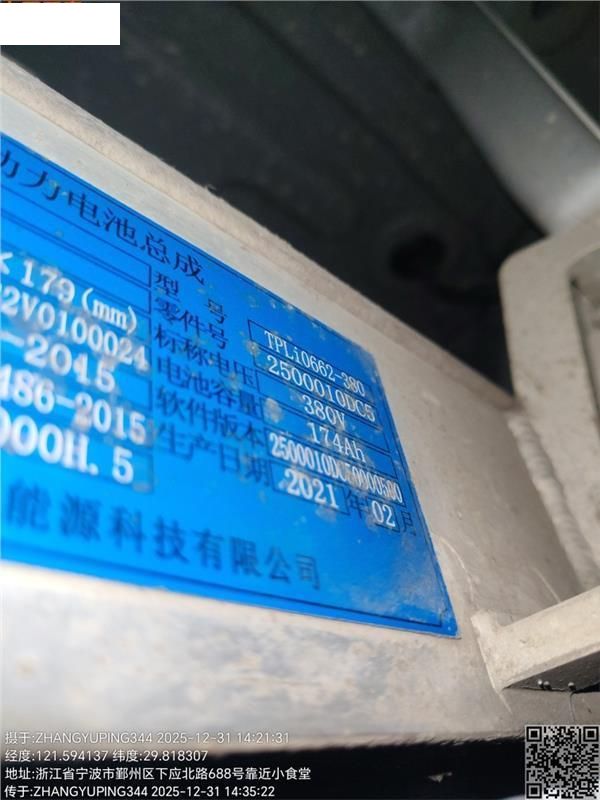 动力电池总成
型 号 TPLi0662-380
×179(mm) 零件号 2500010DC5
2V0100024 标称电压 380V
-2015 电池容量 174Ah
486-2015 软件版本
000H.5 生产日期 2021 年 02 月
能源科技有限公司
摄于:ZHANGYUPING344 2025-12-31 14:21:31
经度:121.594137 纬度:29.818307
地址:浙江省宁波市鄞州区下应北路688号靠近小食堂
传于:ZHANGYUPING344 2025-12-31 14:35:22